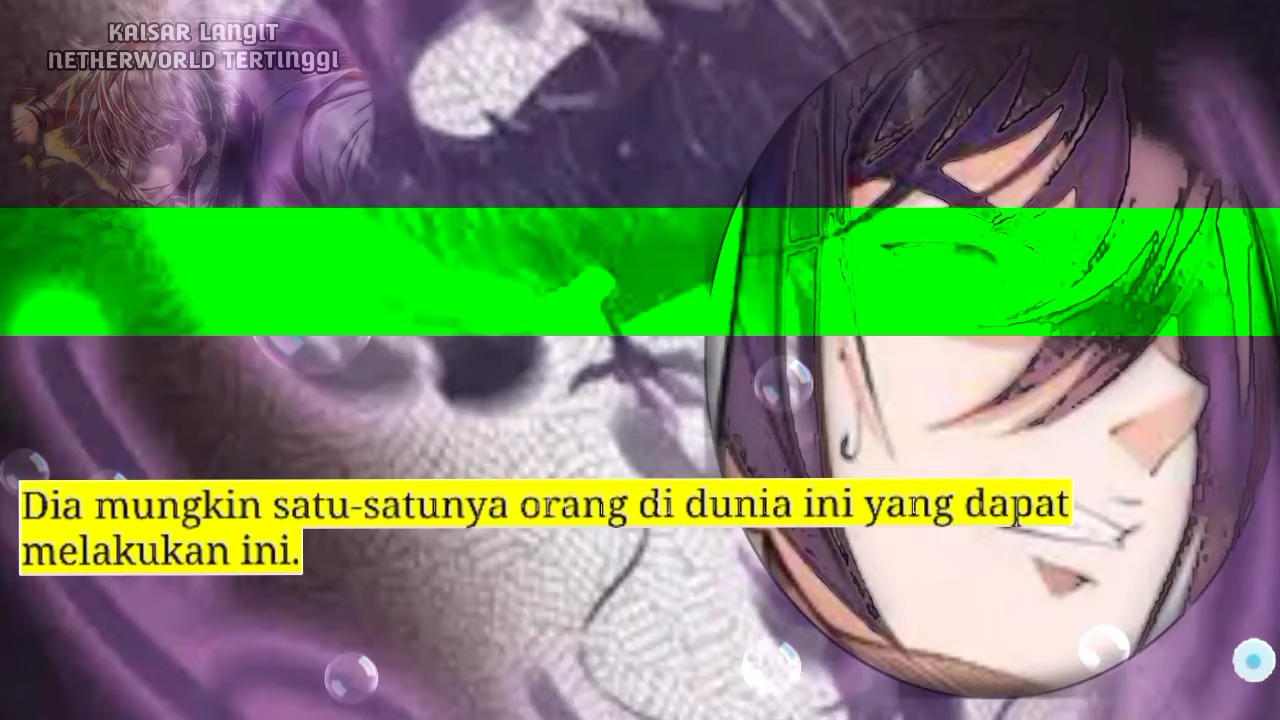 KAISAR LANGIT
NETHERWORLD TERTINGGI
Dia mungkin satu-satunya orang di dunia ini yang dapat
melakukan ini.